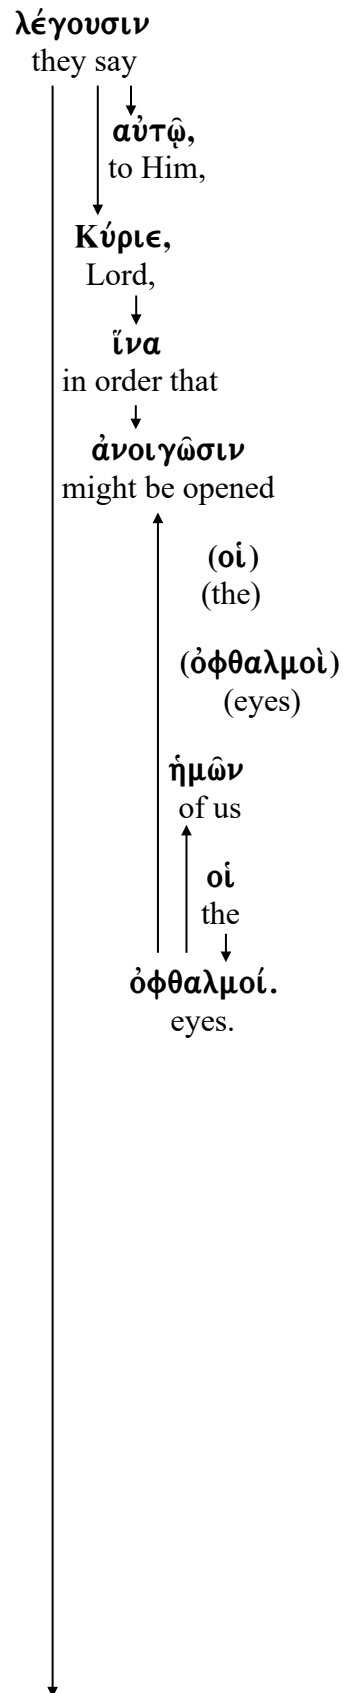 λέγουσιν
they say
αὐτῷ,
to Him,
Κύριε,
Lord,
ἵνα
in order that
ἀνοιγῶσιν
might be opened
(οἱ)
(the)
(ὀφθαλμοὶ)
(eyes)
ἡμῶν
of us
οἱ
the
ὀφθαλμοί.
eyes.